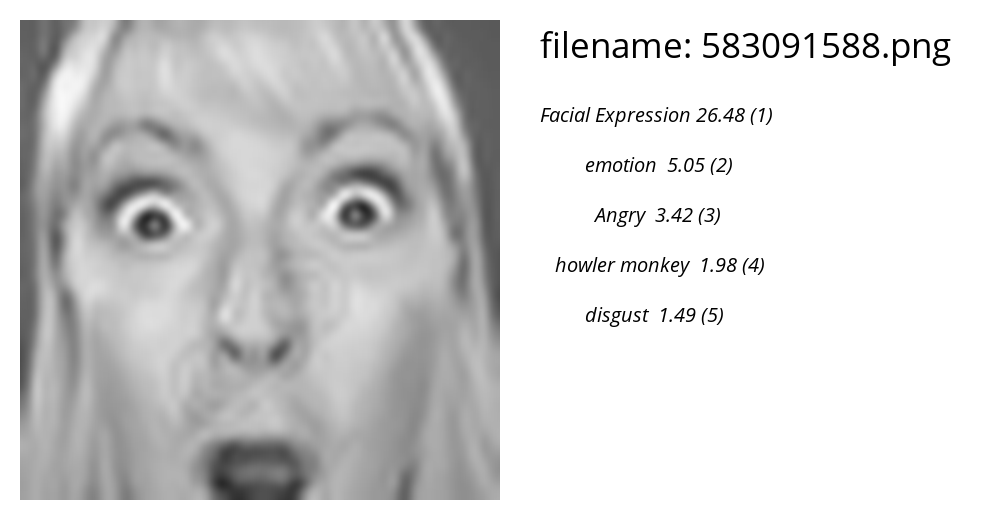 filename: 583091588.png
Facial Expression 26.48 (1)
emotion 5.05 (2)
Angry 3.42 (3)
howler monkey 1.98 (4)
disgust 1.49 (5)